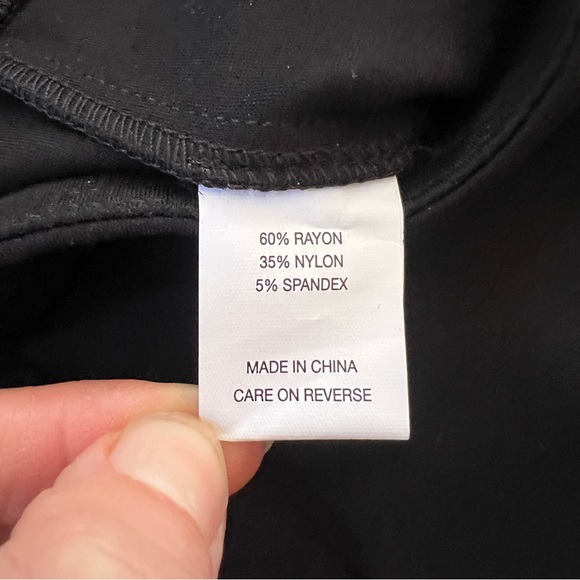 60% RAYON
35% NYLON
5% SPANDEX
MADE IN CHINA
CARE ON REVERSE